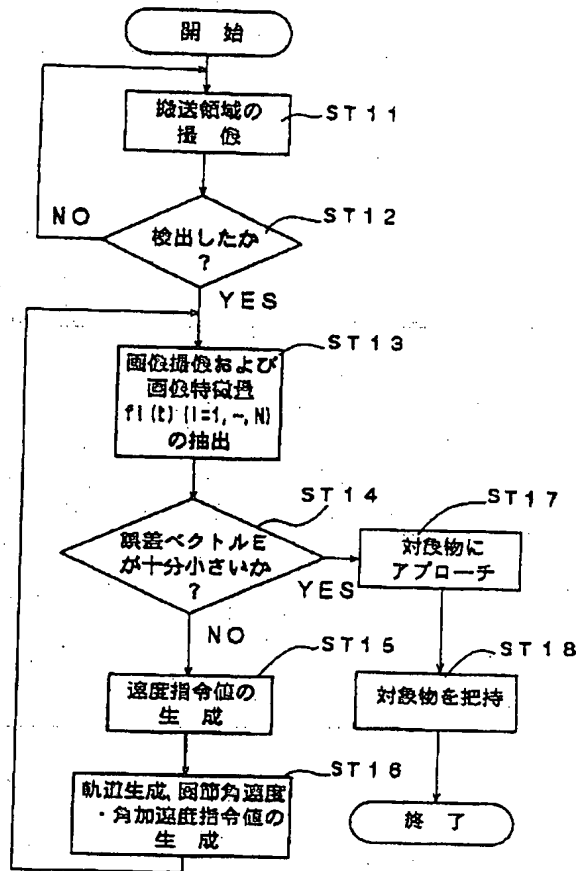 開始
搬送領域の
撮像
ST11
検出したか
?
ST12
NO
YES
画像撮像および
画像特徴量
fi(t) (i=1,~,N)
の抽出
ST13
誤差ベクトルE
が十分小さいか
?
ST14
YES
NO
対象物に
アプローチ
ST17
速度指令値の
生成
ST15
対象物を把持
ST18
軌道生成、関節角速度
・角加速度指令値の
生成
ST16
終了